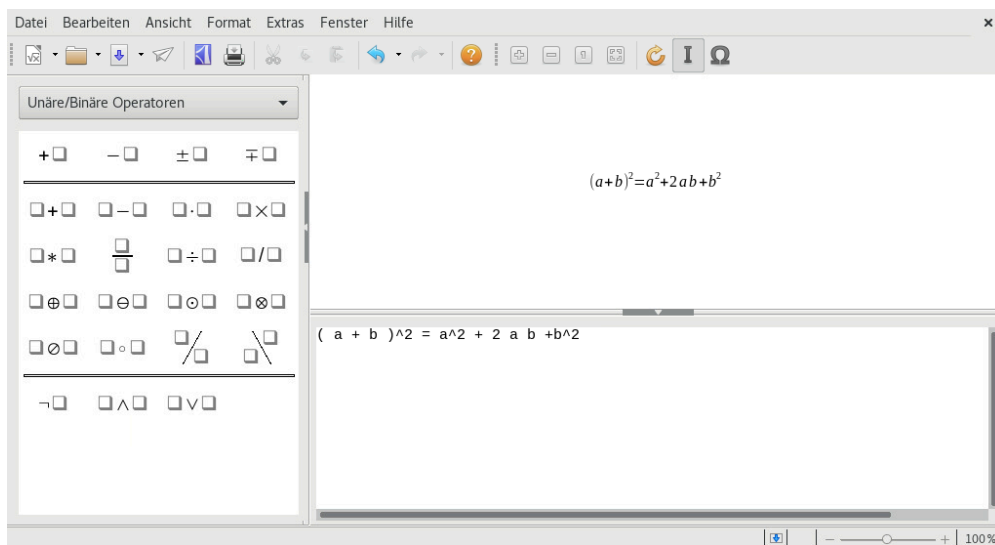 Datei Bearbeiten Ansicht Format Extras Fenster Hilfe
Unäre/Binäre Operatoren
+□ −□ ±□ ∓□
□+□ □−□ □·□ □×□
□∗□ □/□ □÷□ □/□
□⊕□ □⊖□ □⊙□ □⊗□
□⊘□ □∘□ □/□ □\□
¬□ □∧□ □∨□
(a+b)²=a²+2ab+b²
( a + b )^2 = a^2 + 2 a b +b^2
100%